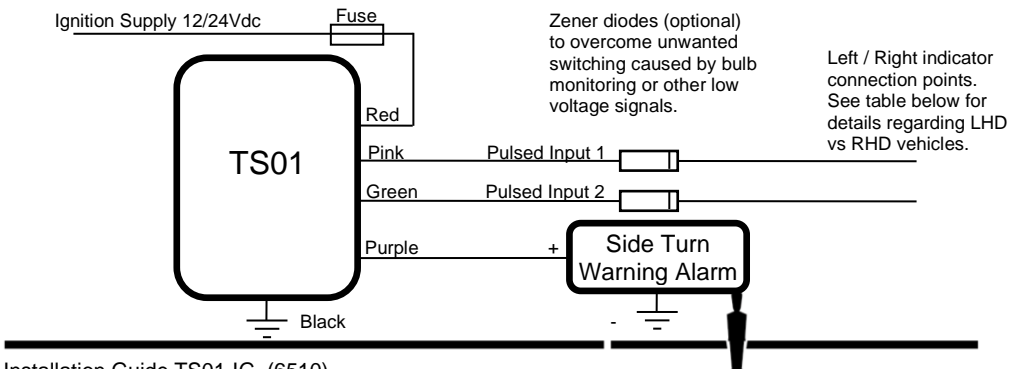 Ignition Supply 12/24Vdc
Fuse
Zener diodes (optional)
to overcome unwanted
switching caused by bulb
monitoring or other low
voltage signals.
Left / Right indicator
connection points.
See table below for
details regarding LHD
vs RHD vehicles.
Red
TS01
Pink
Pulsed Input 1
Green
Pulsed Input 2
Purple
+
Side Turn
Warning Alarm
Black
-
Installation Guide TS01 IG (6510)